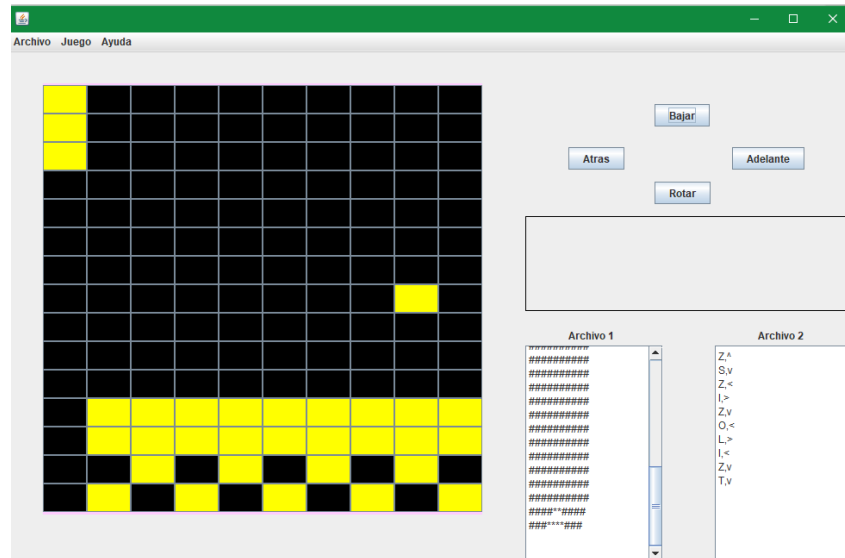 Archivo Juego Ayuda
Bajar
Atras
Adelante
Rotar
Archivo 1
##########
##########
##########
##########
##########
##########
##########
##########
##########
##########
##########
##########
####**####
###****###
Archivo 2
Z,^
S,v
Z,<
I,>
Z,v
O,<
L,>
I,<
Z,v
T,v